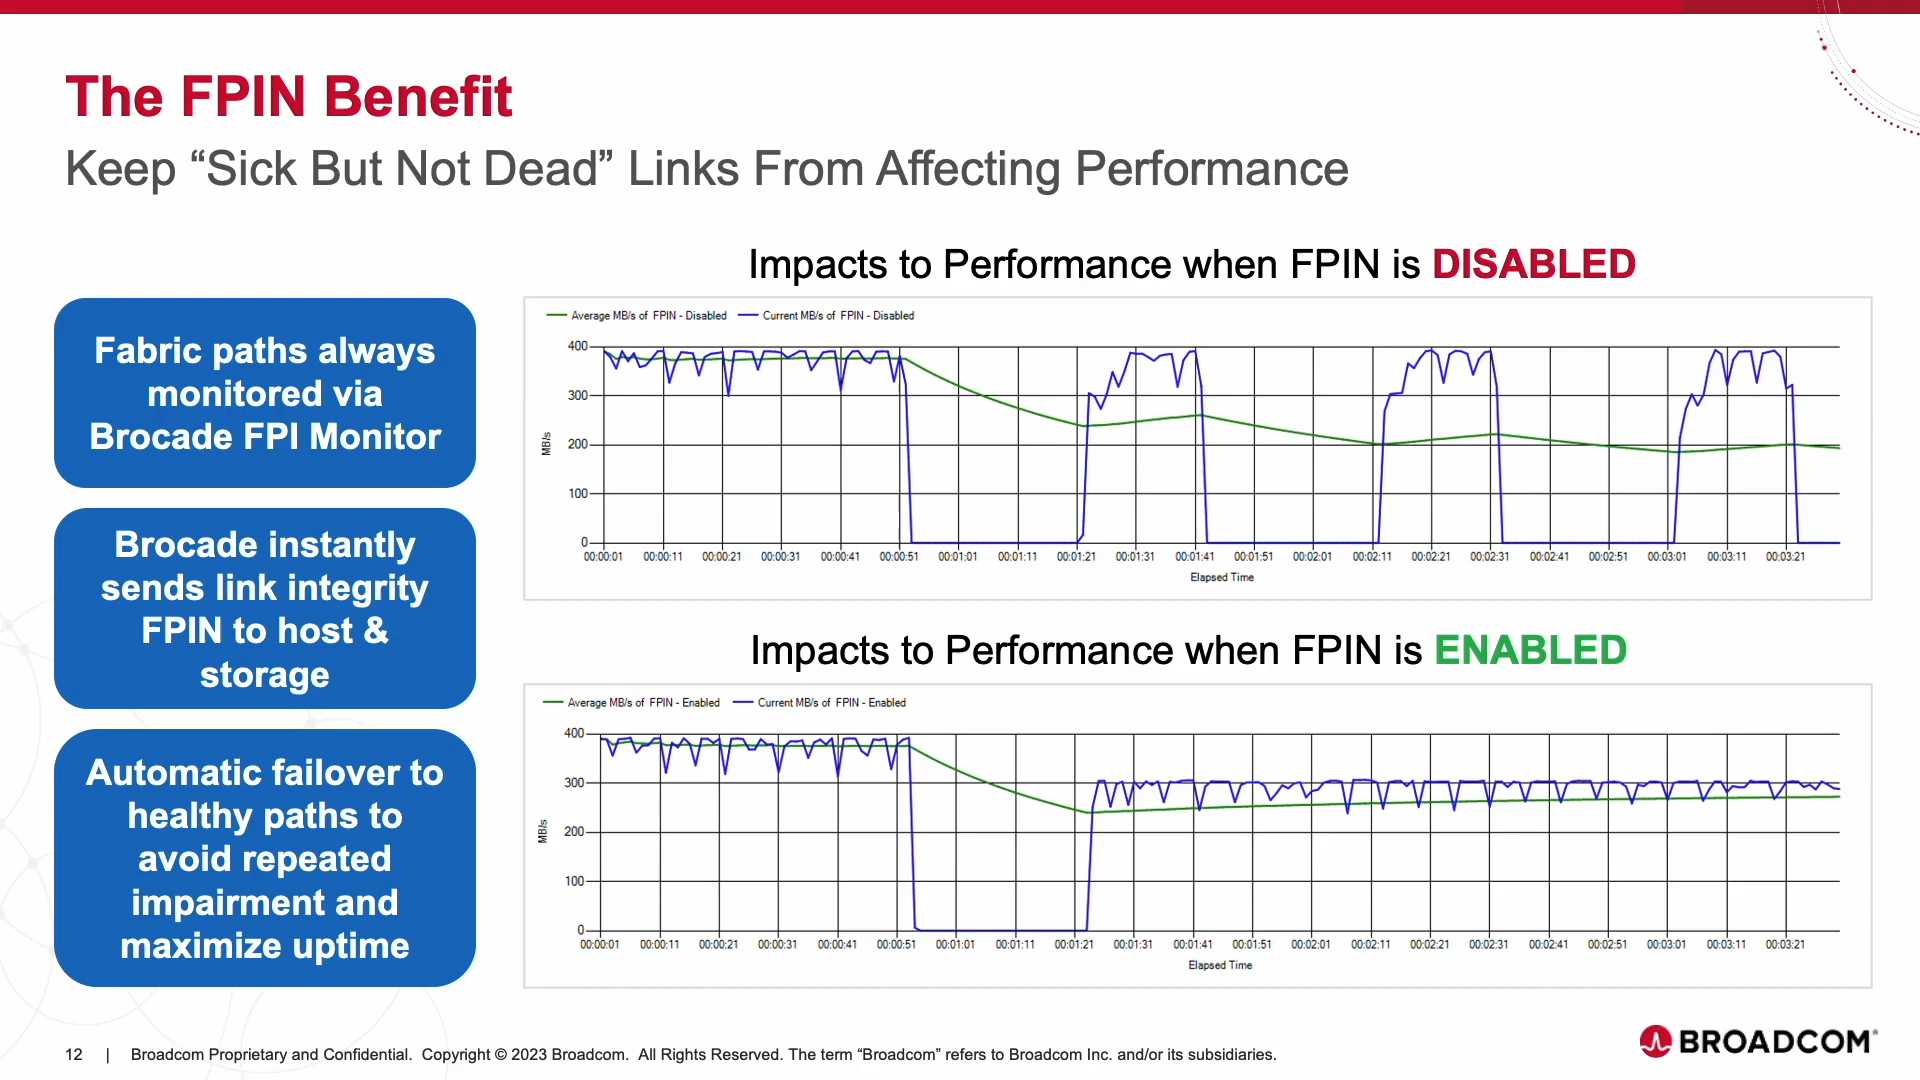 The FPIN Benefit
Keep “Sick But Not Dead” Links From Affecting Performance
Fabric paths always
monitored via
Brocade FPI Monitor
Brocade instantly
sends link integrity
FPIN to host &
storage
Automatic failover to
healthy paths to
avoid repeated
impairment and
maximize uptime
Impacts to Performance when FPIN is DISABLED
Average MB/s of FPIN - Disabled Current MB/s of FPIN - Disabled
400
300
200
100
0
MB/s
00:00:01 00:00:11 00:00:21 00:00:31 00:00:41 00:00:51 00:01:01 00:01:11 00:01:21 00:01:31 00:01:41 00:01:51 00:02:01 00:02:11 00:02:21 00:02:31 00:02:41 00:02:51 00:03:01 00:03:11 00:03:21
Elapsed Time
Impacts to Performance when FPIN is ENABLED
Average MB/s of FPIN - Enabled Current MB/s of FPIN - Enabled
400
300
200
100
0
MB/s
00:00:01 00:00:11 00:00:21 00:00:31 00:00:41 00:00:51 00:01:01 00:01:11 00:01:21 00:01:31 00:01:41 00:01:51 00:02:01 00:02:11 00:02:21 00:02:31 00:02:41 00:02:51 00:03:01 00:03:11 00:03:21
Elapsed Time
12 | Broadcom Proprietary and Confidential. Copyright © 2023 Broadcom. All Rights Reserved. The term “Broadcom” refers to Broadcom Inc. and/or its subsidiaries.
BROADCOM®